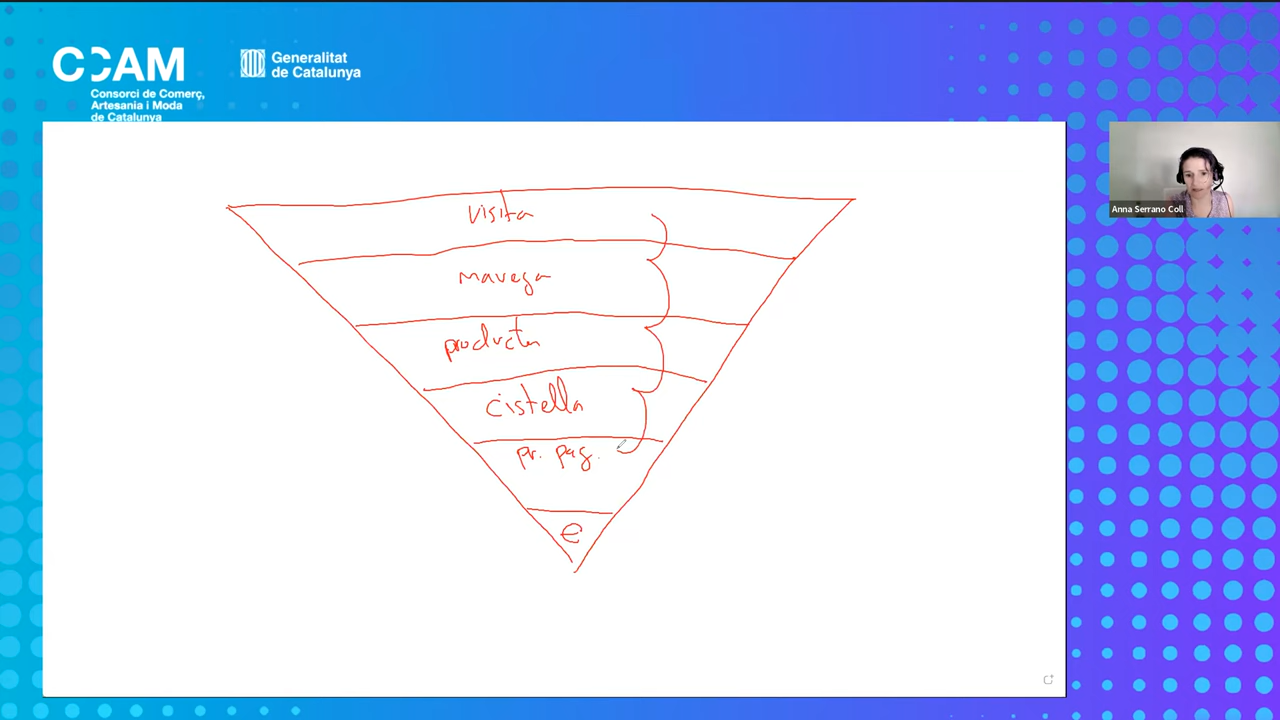 CCAM
Consorci de Comerç,
Artesania i Moda
de Catalunya
Generalitat
de Catalunya
visita
navega
producte
cistella
pr. pag.
€
Anna Serrano Coll